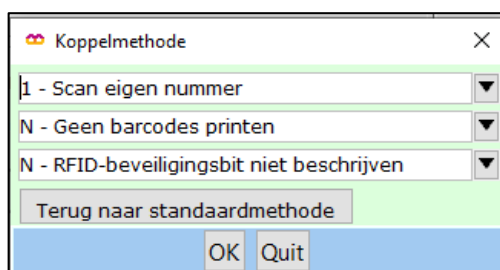 Koppelmethode
1 - Scan eigen nummer
N - Geen barcodes printen
N - RFID-beveiligingsbit niet beschrijven
Terug naar standaardmethode
OK Quit